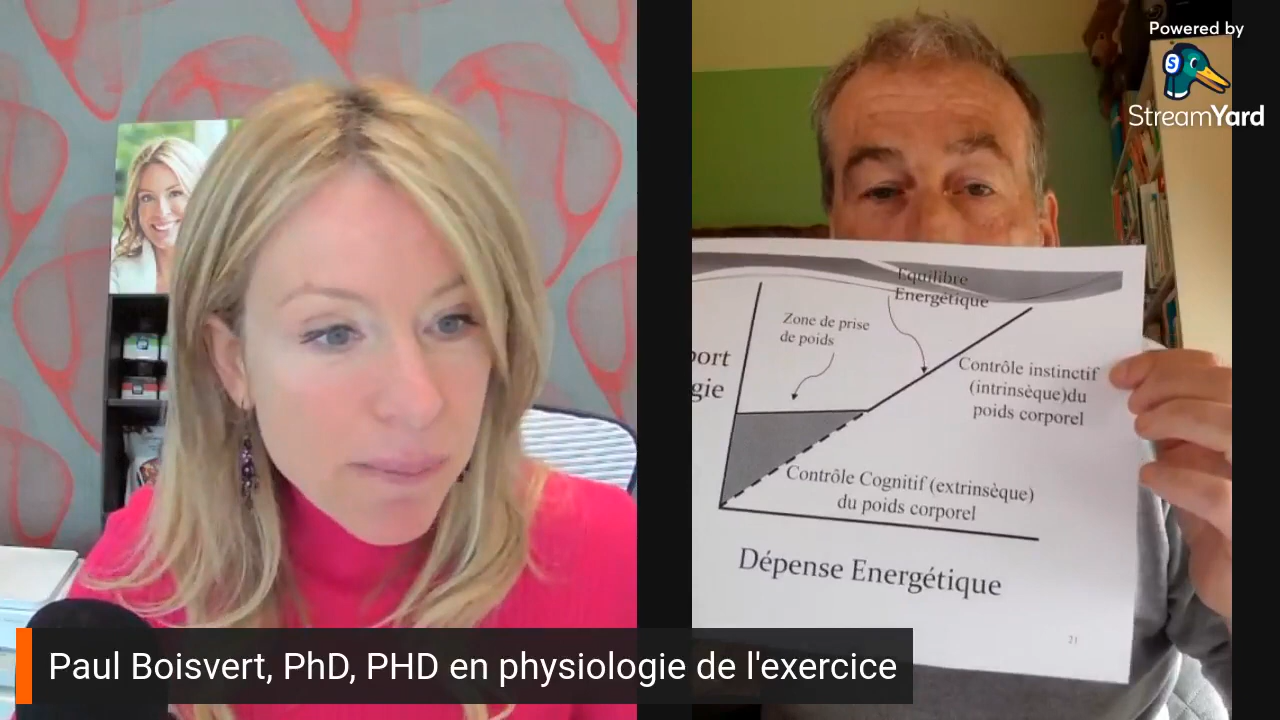 Powered by
StreamYard
Équilibre
Energétique
Zone de prise
de poids
port
gie
Contrôle instinctif
(intrinsèque)du
poids corporel
Contrôle Cognitif (extrinsèque)
du poids corporel
Dépense Energétique
21
Paul Boisvert, PhD, PHD en physiologie de l'exercice